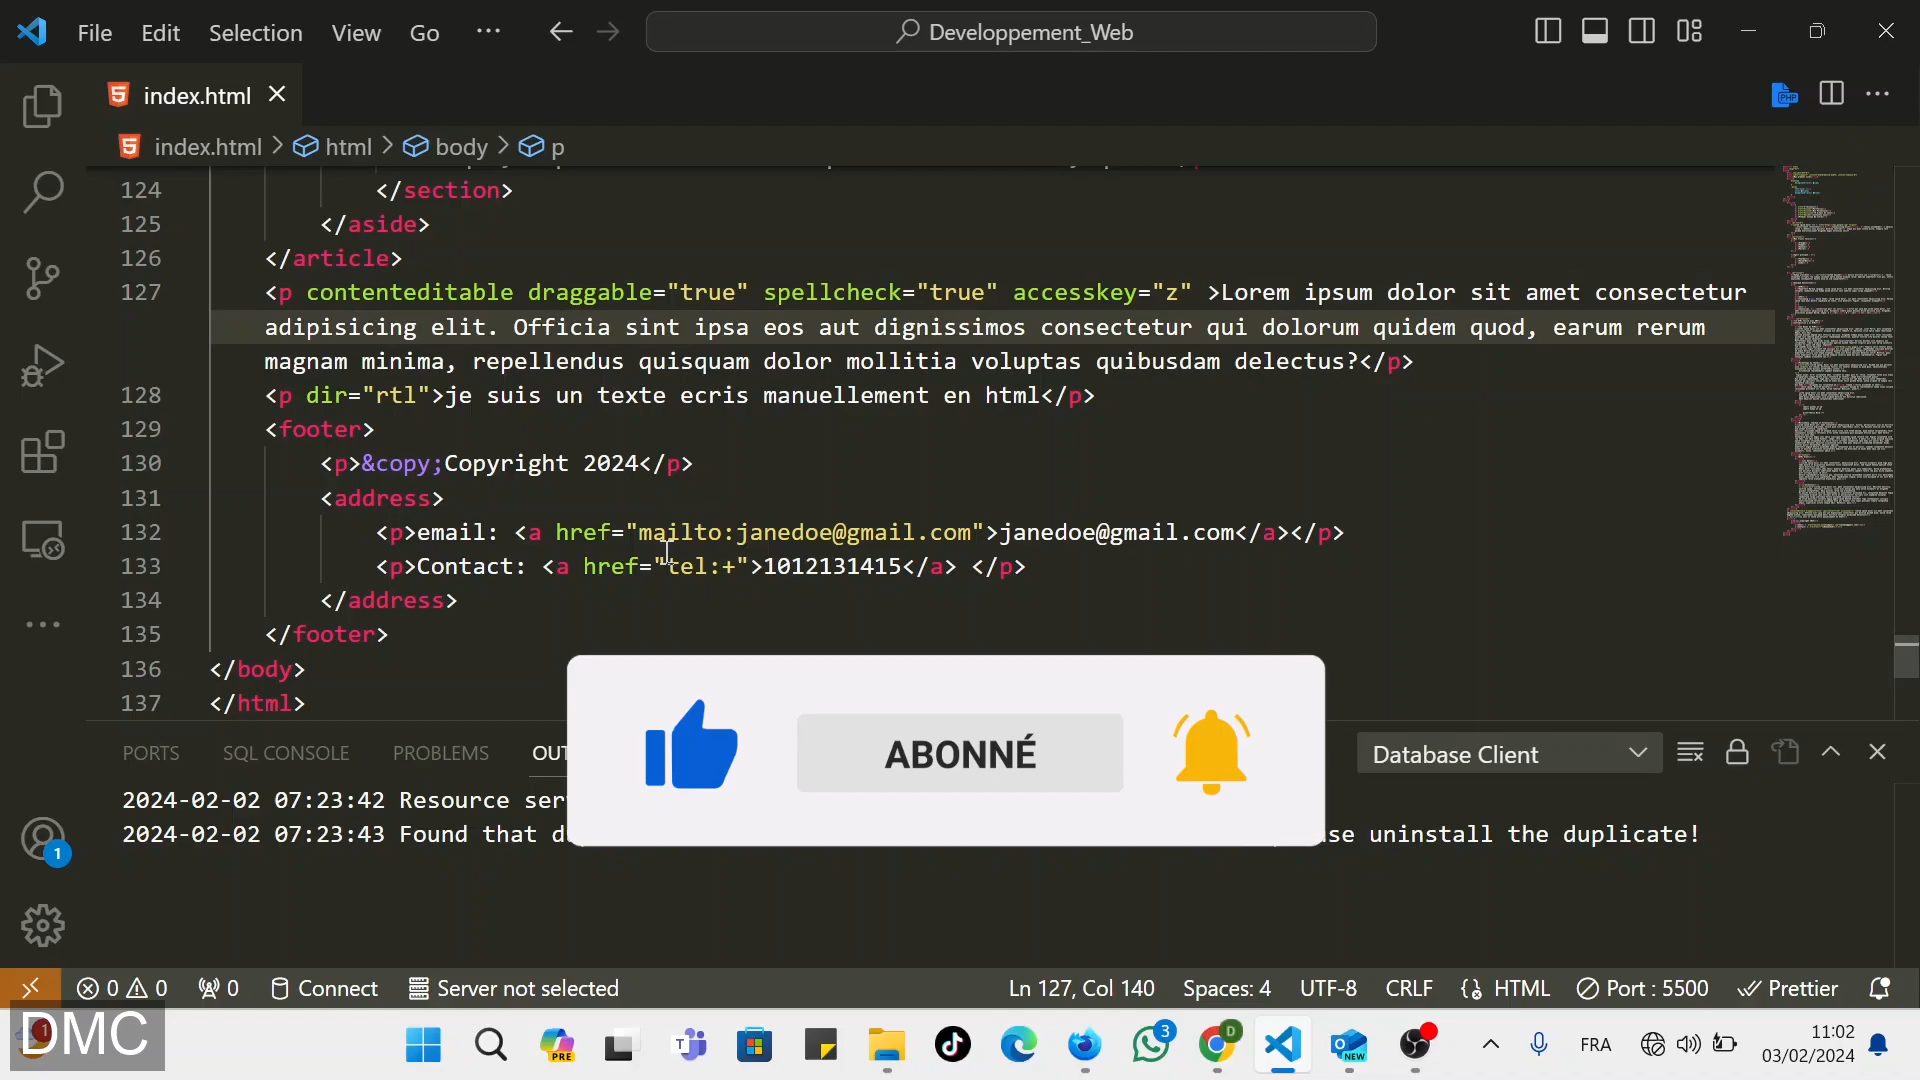 File Edit Selection View Go ··· Developpement_Web
index.html
PHP
index.html > html > body > p
124 </section>
125 </aside>
126 </article>
127 <p contenteditable draggable="true" spellcheck="true" accesskey="z" >Lorem ipsum dolor sit amet consectetur
adipisicing elit. Officia sint ipsa eos aut dignissimos consectetur qui dolorum quidem quod, earum rerum
magnam minima, repellendus quisquam dolor mollitia voluptas quibusdam delectus?</p>
128 <p dir="rtl">je suis un texte ecris manuellement en html</p>
129 <footer>
130 <p>&copy;Copyright 2024</p>
131 <address>
132 <p>email: <a href="mailto:janedoe@gmail.com">janedoe@gmail.com</a></p>
133 <p>Contact: <a href="tel:+">1012131415</a> </p>
134 </address>
135 </footer>
136 </body>
137 </html>
PORTS SQL CONSOLE PROBLEMS Database Client
ABONNÉ
2024-02-02 07:23:42 Resource
2024-02-02 07:23:43 Found that uninstall the duplicate!
1
0 0 0 Connect Server not selected Ln 127, Col 140 Spaces: 4 UTF-8 CRLF HTML Port : 5500 Prettier
DMC
PRE
3
D
NEW
FRA
11:02
03/02/2024